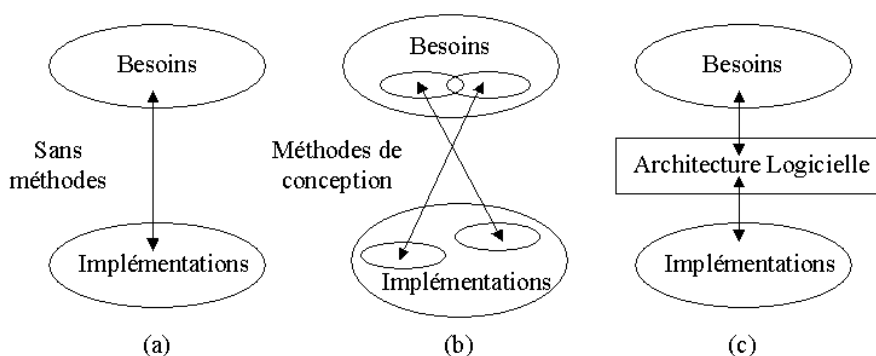 Besoins
Sans
méthodes
Implémentations
(a)
Besoins
Méthodes de
conception
Implémentations
(b)
Besoins
Architecture Logicielle
Implémentations
(c)